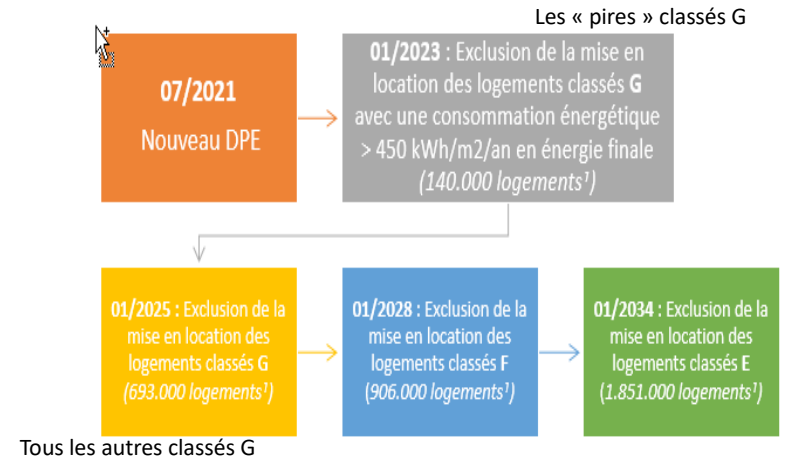 Les « pires » classés G
07/2021
Nouveau DPE
01/2023 : Exclusion de la mise en
location des logements classés G
avec une consommation énergétique
> 450 kWh/m2/an en énergie finale
(140.000 logements¹)
01/2025 : Exclusion de la
mise en location des
logements classés G
(693.000 logements¹)
01/2028 : Exclusion de la
mise en location des
logements classés F
(906.000 logements¹)
01/2034 : Exclusion de la
mise en location des
logements classés E
(1.851.000 logements¹)
Tous les autres classés G